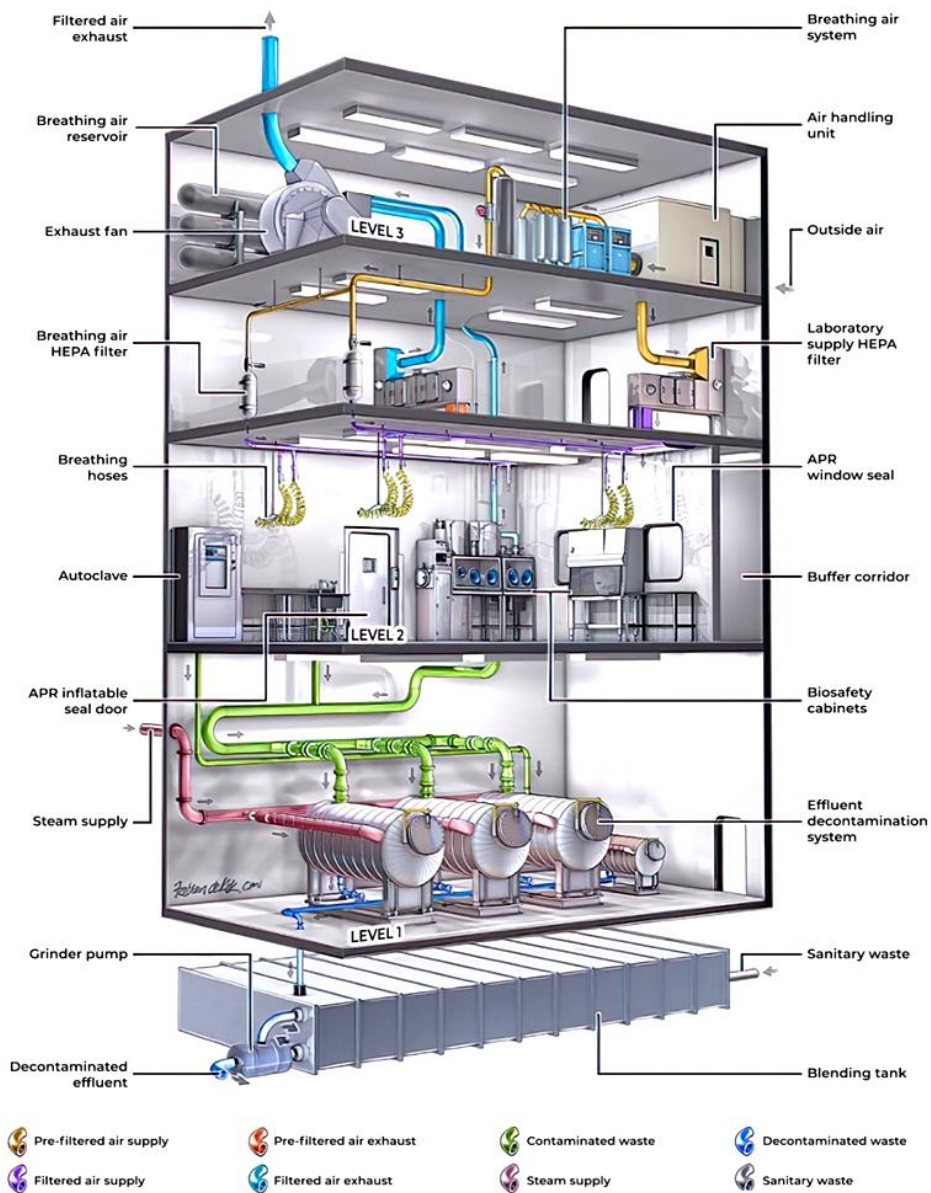 Filtered air
exhaust
Breathing air
system
Breathing air
reservoir
Air handling
unit
Exhaust fan
LEVEL 3
Outside air
Breathing air
HEPA filter
Laboratory
supply HEPA
filter
Breathing
hoses
APR
window seal
Autoclave
Buffer corridor
LEVEL 2
APR inflatable
seal door
Biosafety
cabinets
Steam supply
Effluent
decontamination
system
LEVEL 1
Grinder pump
Sanitary waste
Decontaminated
effluent
Blending tank
Pre-filtered air supply
Pre-filtered air exhaust
Contaminated waste
Decontaminated waste
Filtered air supply
Filtered air exhaust
Steam supply
Sanitary waste